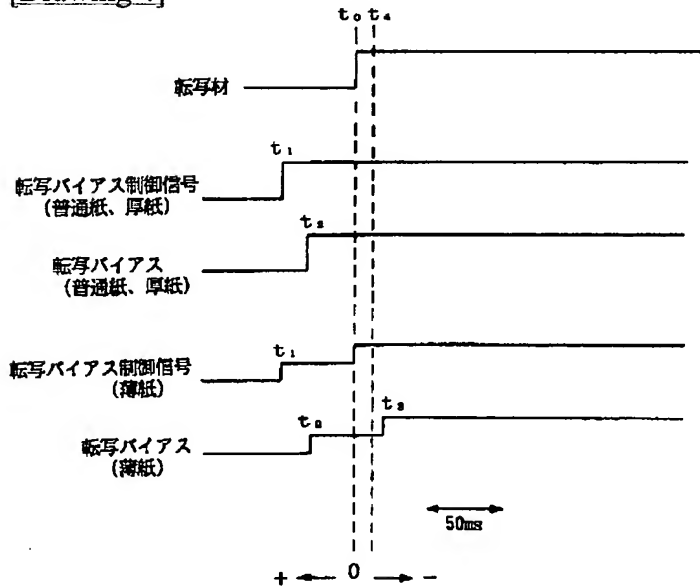 t₀ t₄
転写材
t₁
転写バイアス制御信号
(普通紙、厚紙)
t₂
転写バイアス
(普通紙、厚紙)
t₁
転写バイアス制御信号
(薄紙)
t₂
t₃
転写バイアス
(薄紙)
50ms
+ 0 -